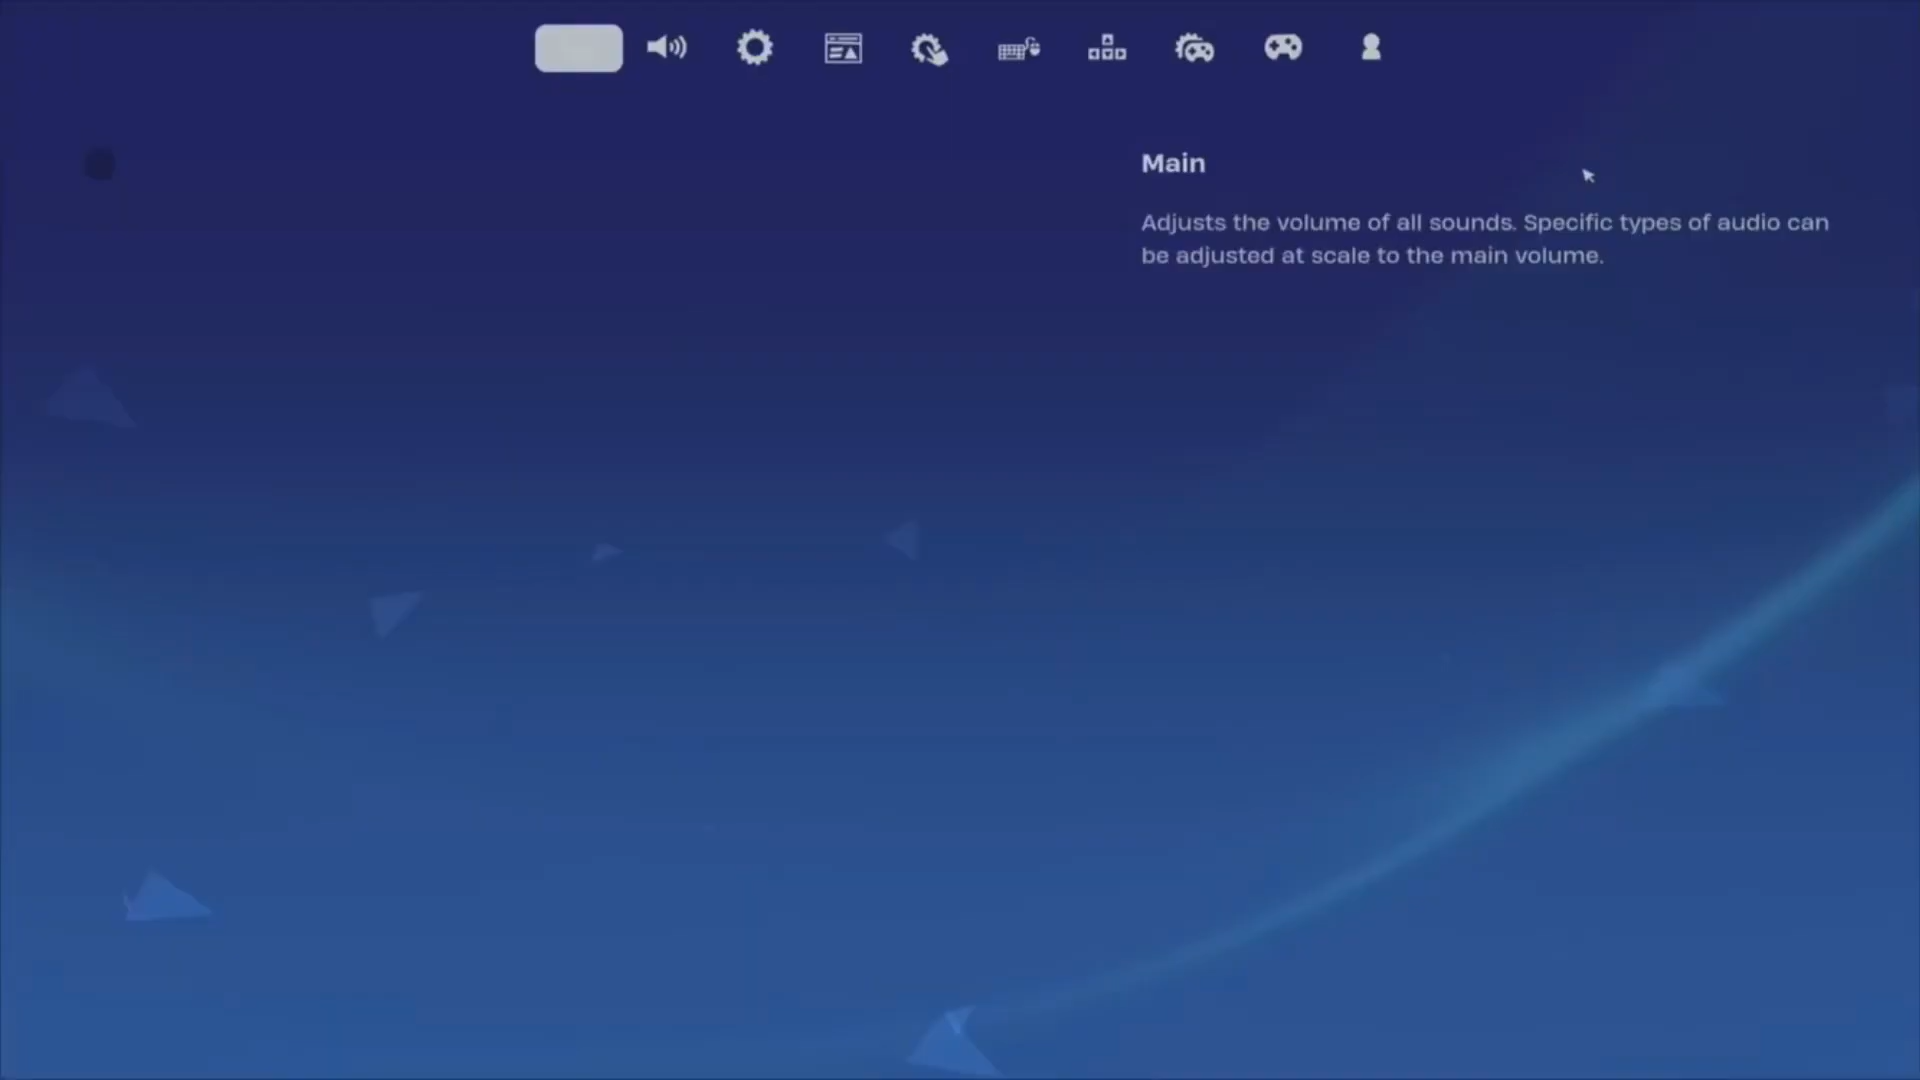 Main
Adjusts the volume of all sounds. Specific types of audio can
be adjusted at scale to the main volume.